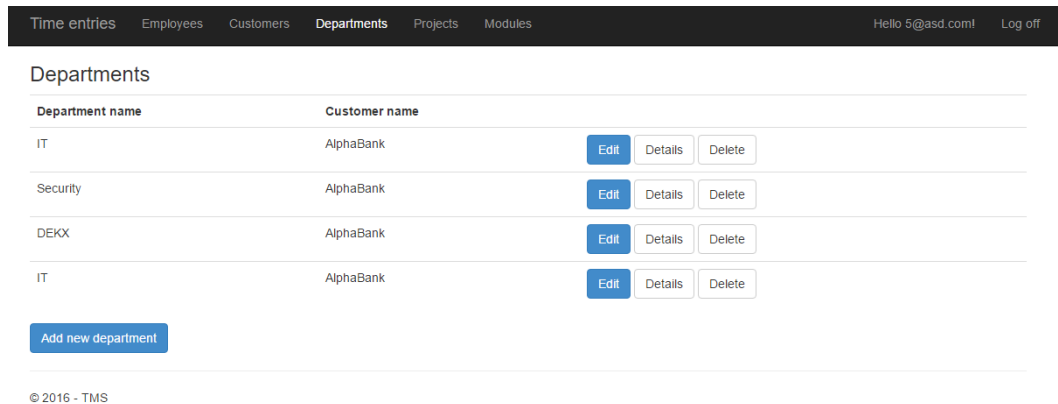 Time entries Employees Customers Departments Projects Modules Hello 5@asd.com! Log off
Departments
Department name Customer name
IT AlphaBank Edit Details Delete
Security AlphaBank Edit Details Delete
DEKX AlphaBank Edit Details Delete
IT AlphaBank Edit Details Delete
Add new department
© 2016 - TMS